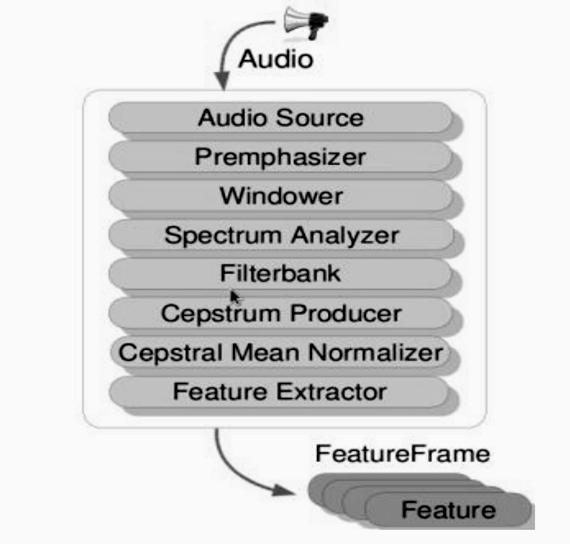 Audio
Audio Source
Premphasizer
Windower
Spectrum Analyzer
Filterbank
Cepstrum Producer
Cepstral Mean Normalizer
Feature Extractor
FeatureFrame
Feature